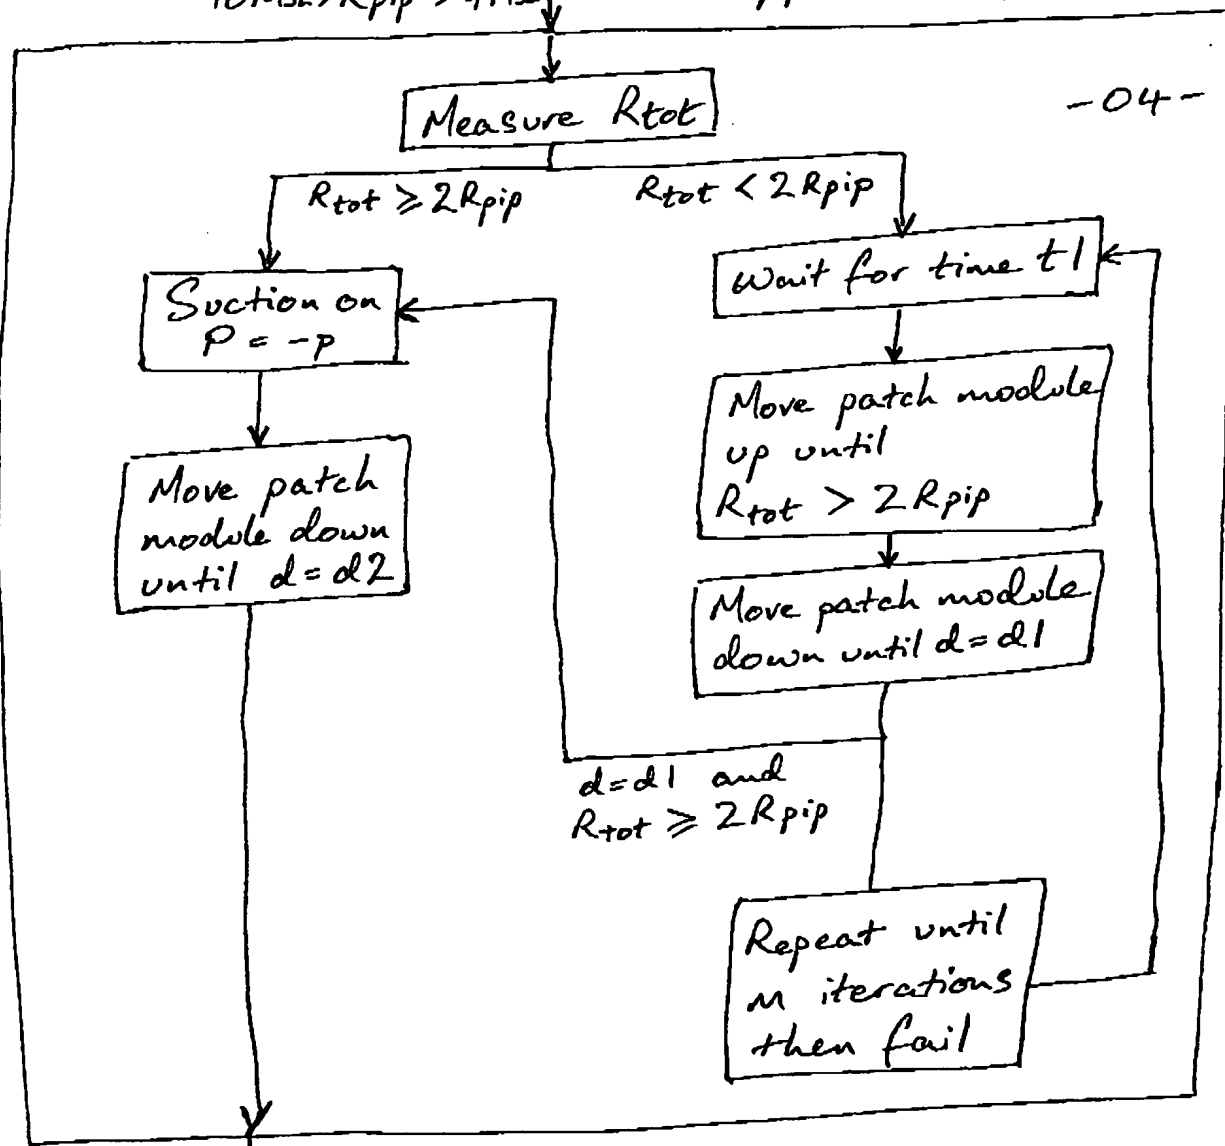 Rpip >
-04-
Measure Rtot
Rtot ⩾ 2Rpip
Rtot < 2Rpip
Suction on
P = -p
Wait for time t1
Move patch module
up until
Rtot > 2Rpip
Move patch
module down
until d=d2
Move patch module
down until d=d1
d=d1 and
Rtot ⩾ 2Rpip
Repeat until
M iterations
then fail